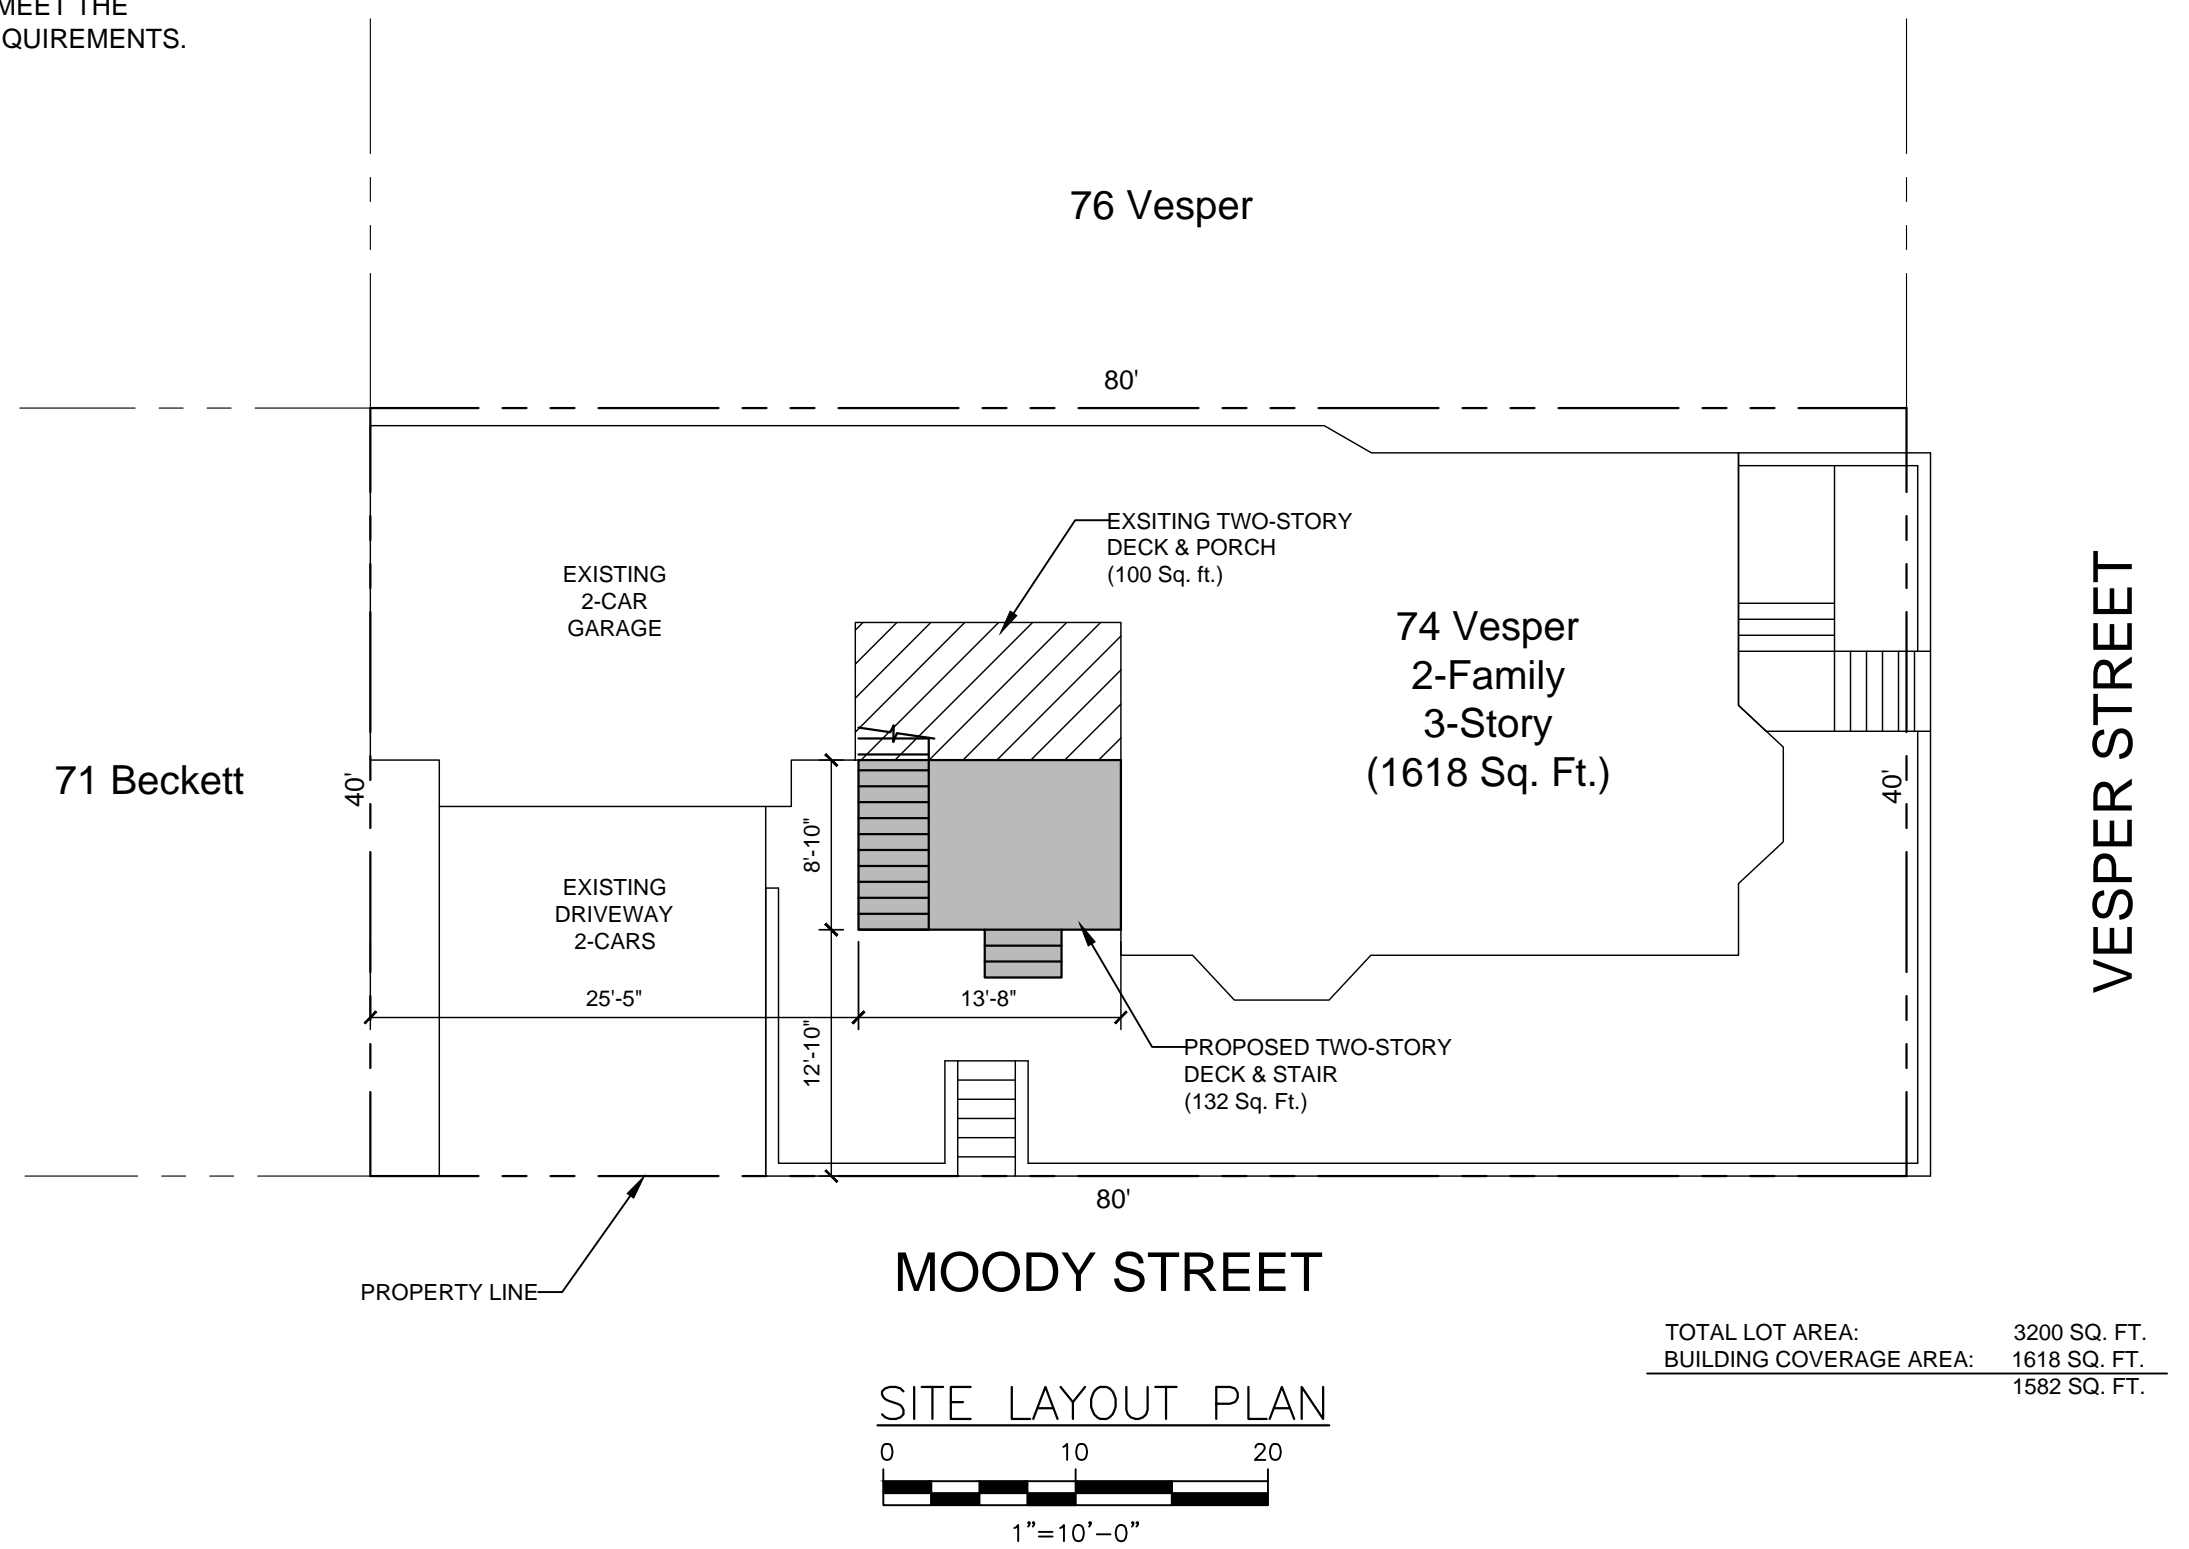 MEET THE
QUIREMENTS.
76 Vesper
80'
EXSITING TWO-STORY
DECK & PORCH
(100 Sq. ft.)
EXISTING
2-CAR
GARAGE
74 Vesper
2-Family
3-Story
(1618 Sq. Ft.)
VESPER STREET
71 Beckett
40'
40'
8'-10"
EXISTING
DRIVEWAY
2-CARS
25'-5"
13'-8"
12'-10"
PROPOSED TWO-STORY
DECK & STAIR
(132 Sq. Ft.)
80'
MOODY STREET
PROPERTY LINE
TOTAL LOT AREA: 3200 SQ. FT.
BUILDING COVERAGE AREA: 1618 SQ. FT.
1582 SQ. FT.
SITE LAYOUT PLAN
0 10 20
1"=10'-0"